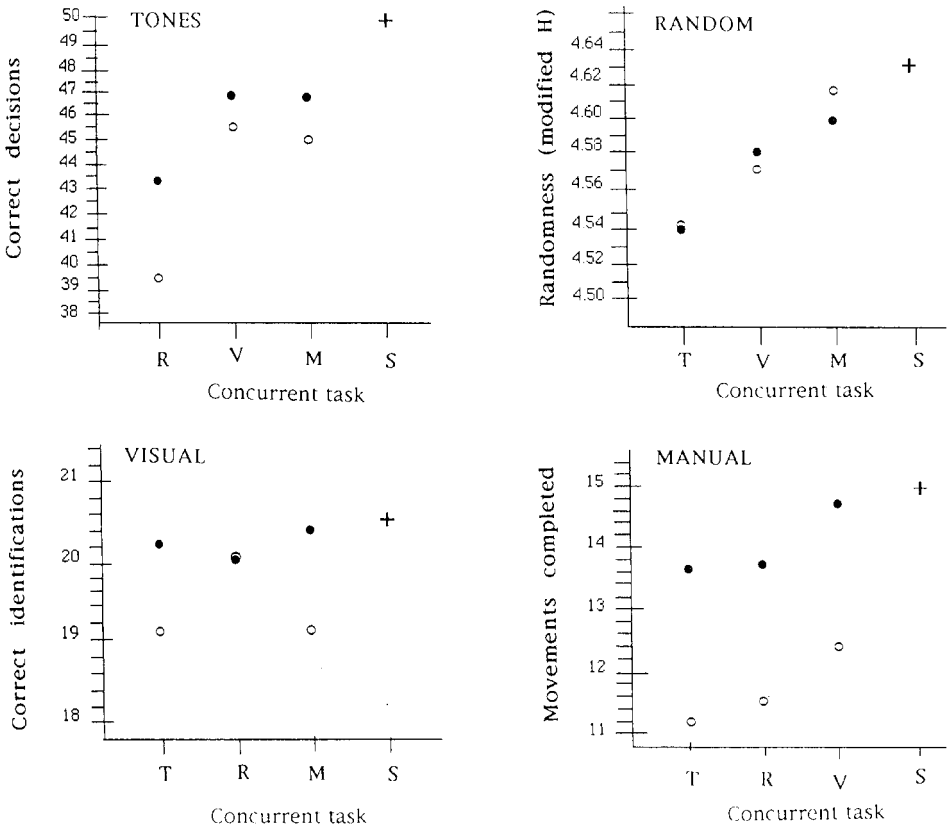 TONES
Correct decisions
50
49
48
47
46
45
44
43
42
41
40
39
38
R V M S
Concurrent task
RANDOM
Randomness (modified H)
4.64
4.62
4.60
4.58
4.56
4.54
4.52
4.50
T V M S
Concurrent task
VISUAL
Correct identifications
21
20
19
18
T R M S
Concurrent task
MANUAL
Movements completed
15
14
13
12
11
T R V S
Concurrent task